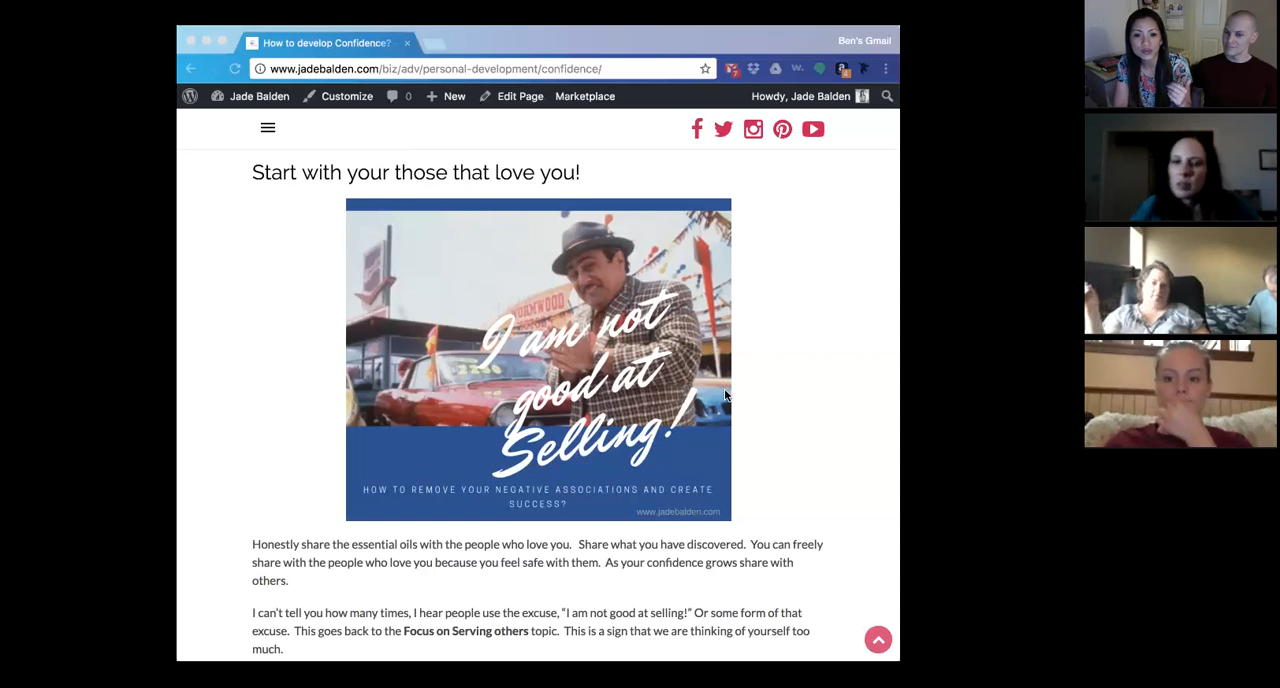 How to develop Confidence?
Ben's Gmail
www.jadebalden.com/biz/adv/personal-development/confidence/
Jade Balden Customize 0 New Edit Page Marketplace Howdy, Jade Balden
Start with your those that love you!
WORMWOOD
2200
I am not
good at
Selling!
HOW TO REMOVE YOUR NEGATIVE ASSOCIATIONS AND CREATE
SUCCESS?
www.jadebalden.com
Honestly share the essential oils with the people who love you. Share what you have discovered. You can freely
share with the people who love you because you feel safe with them. As your confidence grows share with
others.
I can't tell you how many times, I hear people use the excuse, “I am not good at selling!” Or some form of that
excuse. This goes back to the Focus on Serving others topic. This is a sign that we are thinking of yourself too
much.